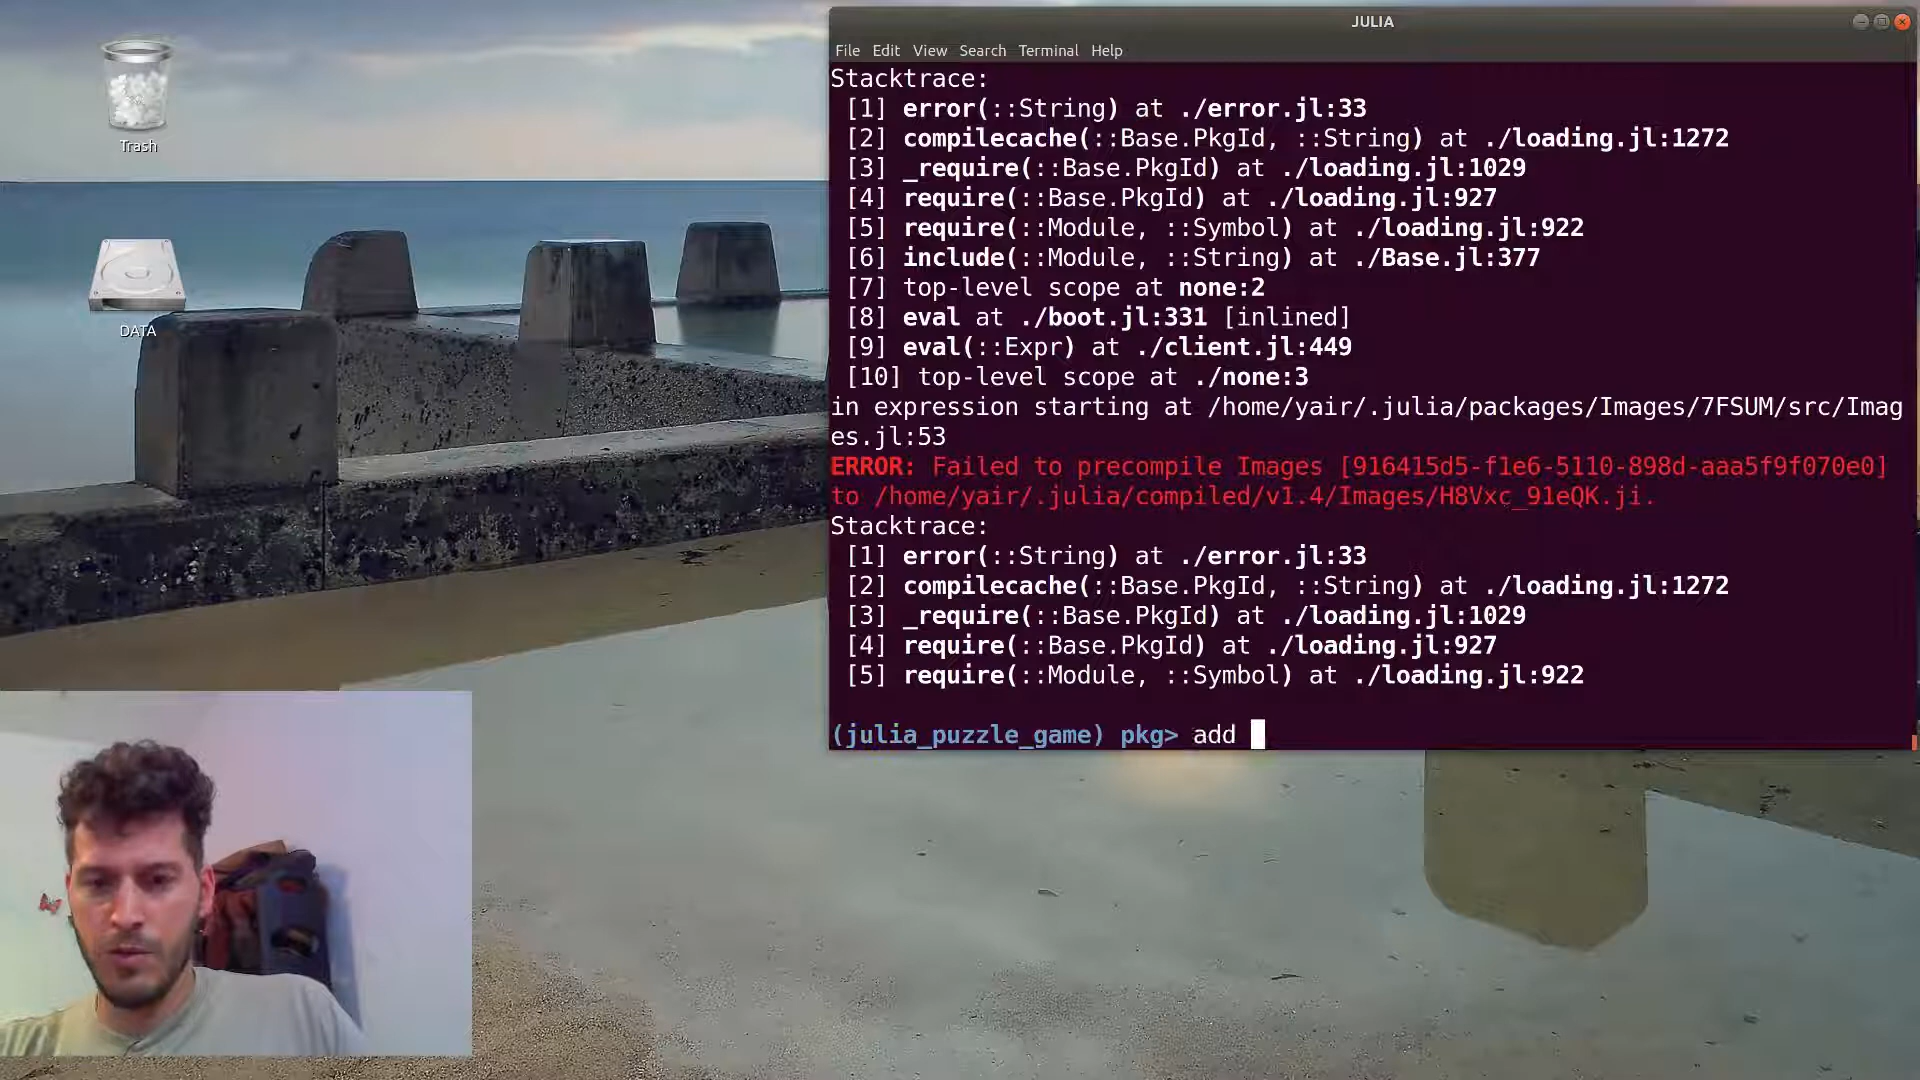 Trash
DATA
JULIA
File Edit View Search Terminal Help
Stacktrace:
[1] error(::String) at ./error.jl:33
[2] compilecache(::Base.PkgId, ::String) at ./loading.jl:1272
[3] _require(::Base.PkgId) at ./loading.jl:1029
[4] require(::Base.PkgId) at ./loading.jl:927
[5] require(::Module, ::Symbol) at ./loading.jl:922
[6] include(::Module, ::String) at ./Base.jl:377
[7] top-level scope at none:2
[8] eval at ./boot.jl:331 [inlined]
[9] eval(::Expr) at ./client.jl:449
[10] top-level scope at ./none:3
in expression starting at /home/yair/.julia/packages/Images/7FSUM/src/Imag
es.jl:53
ERROR: Failed to precompile Images [916415d5-f1e6-5110-898d-aaa5f9f070e0]
to /home/yair/.julia/compiled/v1.4/Images/H8Vxc_91eQK.ji.
Stacktrace:
[1] error(::String) at ./error.jl:33
[2] compilecache(::Base.PkgId, ::String) at ./loading.jl:1272
[3] _require(::Base.PkgId) at ./loading.jl:1029
[4] require(::Base.PkgId) at ./loading.jl:927
[5] require(::Module, ::Symbol) at ./loading.jl:922
(julia_puzzle_game) pkg> add